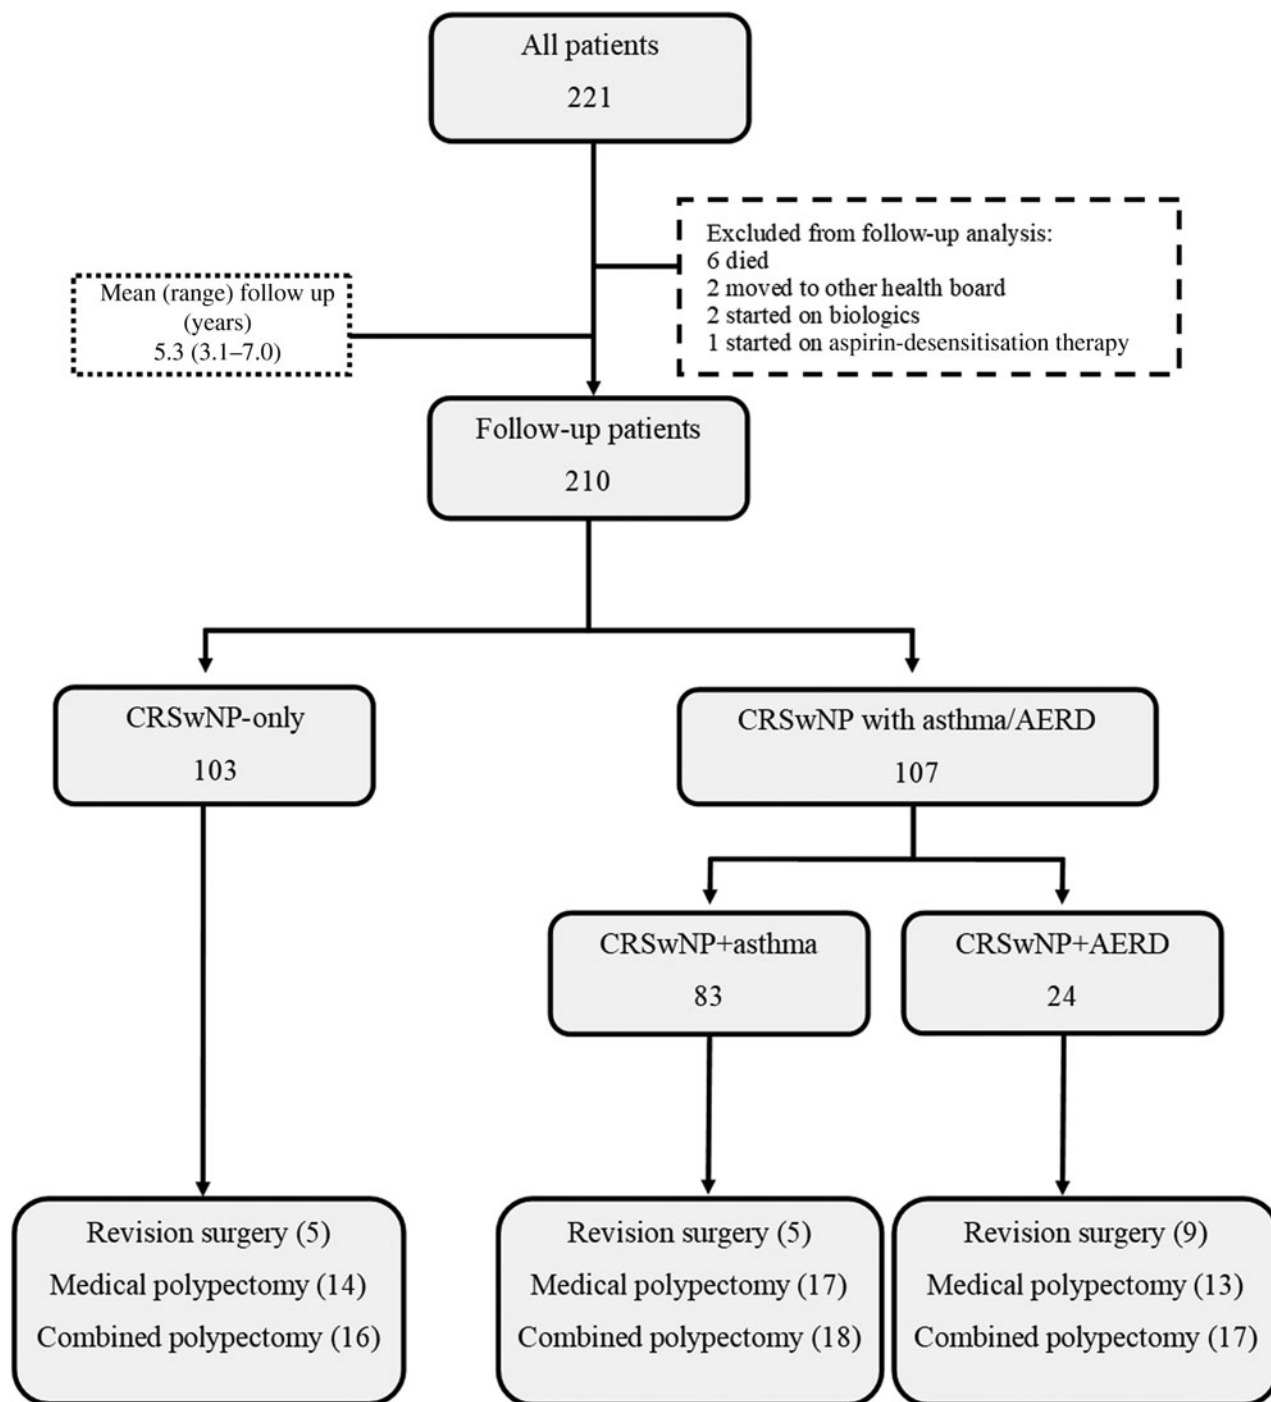 All patients
221
Excluded from follow-up analysis:
6 died
2 moved to other health board
2 started on biologics
1 started on aspirin-desensitisation therapy
Mean (range) follow up
(years)
5.3 (3.1–7.0)
Follow-up patients
210
CRSwNP-only
103
CRSwNP with asthma/AERD
107
CRSwNP+asthma
83
CRSwNP+AERD
24
Revision surgery (5)
Medical polypectomy (14)
Combined polypectomy (16)
Revision surgery (5)
Medical polypectomy (17)
Combined polypectomy (18)
Revision surgery (9)
Medical polypectomy (13)
Combined polypectomy (17)